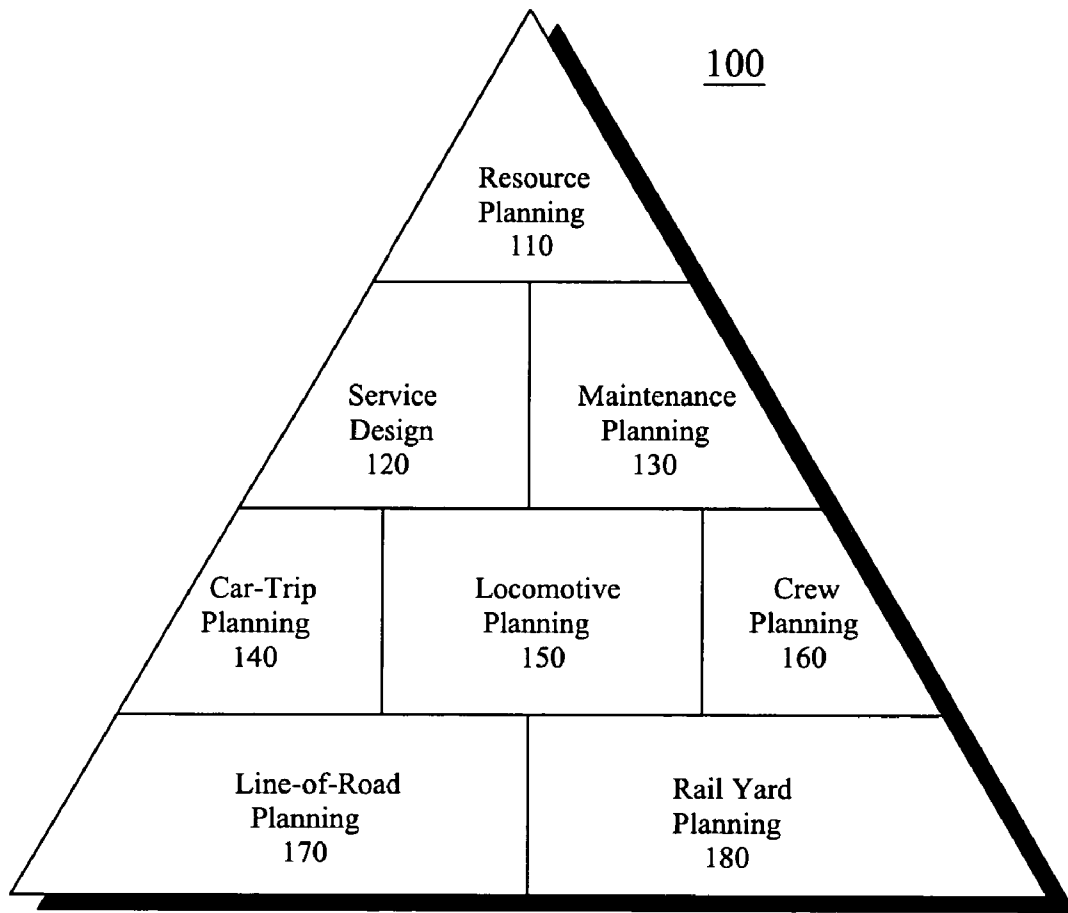 100
Resource
Planning
110
Service
Design
120
Maintenance
Planning
130
Car-Trip
Planning
140
Locomotive
Planning
150
Crew
Planning
160
Line-of-Road
Planning
170
Rail Yard
Planning
180